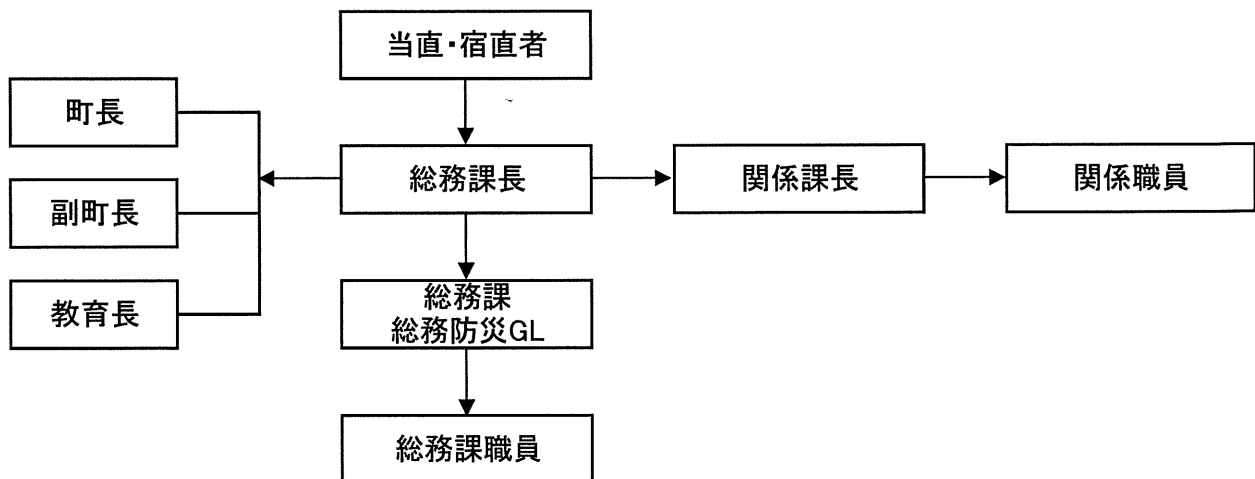 当直・宿直者
町長
総務課長
関係課長
関係職員
副町長
教育長
総務課
総務防災GL
総務課職員